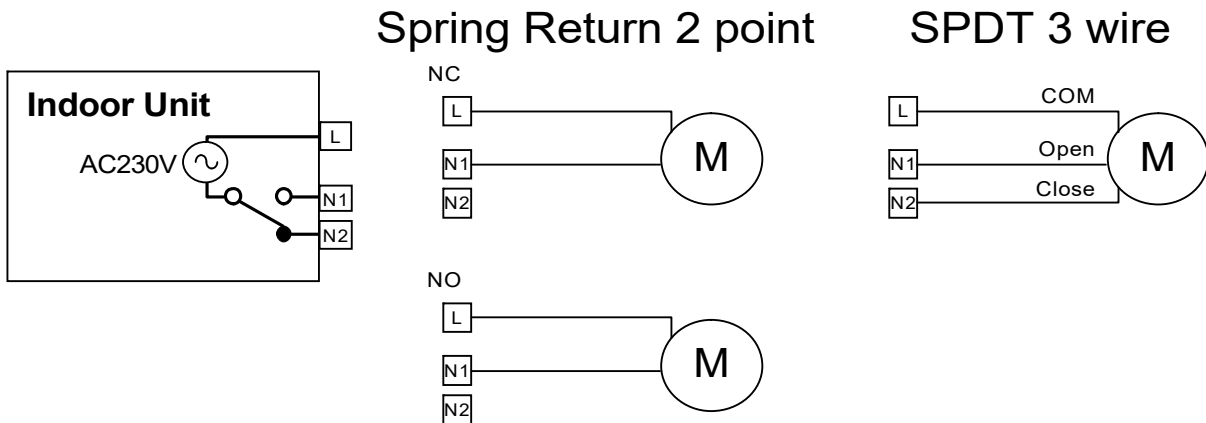 Spring Return 2 point
SPDT 3 wire
Indoor Unit
AC230V
L
N1
N2
NC
L
N1
N2
M
NO
L
N1
N2
M
L
N1
N2
COM
Open
Close
M